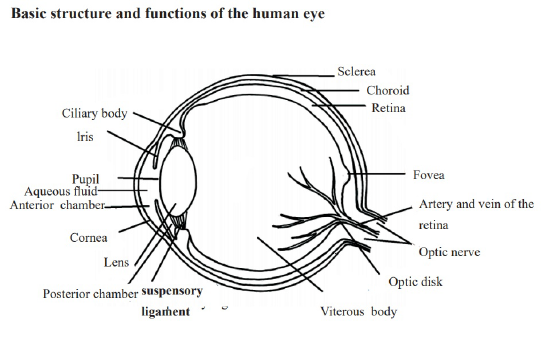 Basic structure and functions of the human eye
Sclerea
Choroid
Retina
Ciliary body
Iris
Pupil
Aqueous fluid
Anterior chamber
Fovea
Artery and vein of the
retina
Cornea
Optic nerve
Lens
Optic disk
Posterior chamber
suspensory
ligament
Viterous body